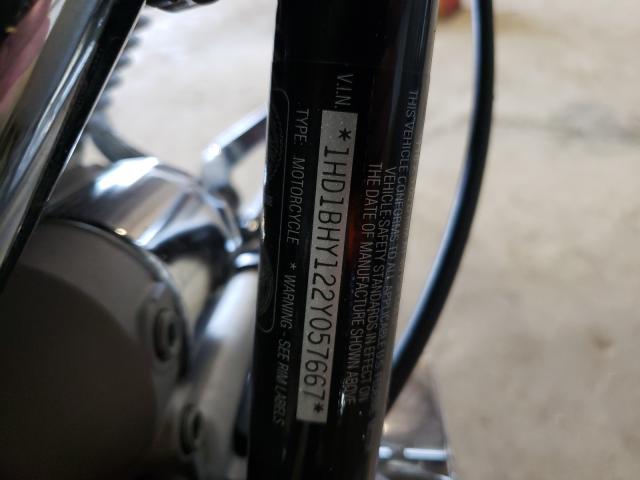 THIS VEHICLE CONFORMS TO ALL APPLICABLE
VEHICLE SAFETY STANDARDS IN EFFECT ON
THE DATE OF MANUFACTURE SHOWN ABOVE
V.I.N. *1HD1BHY122Y057667*
TYPE: MOTORCYCLE * WARNING - SEE RIM LABELS